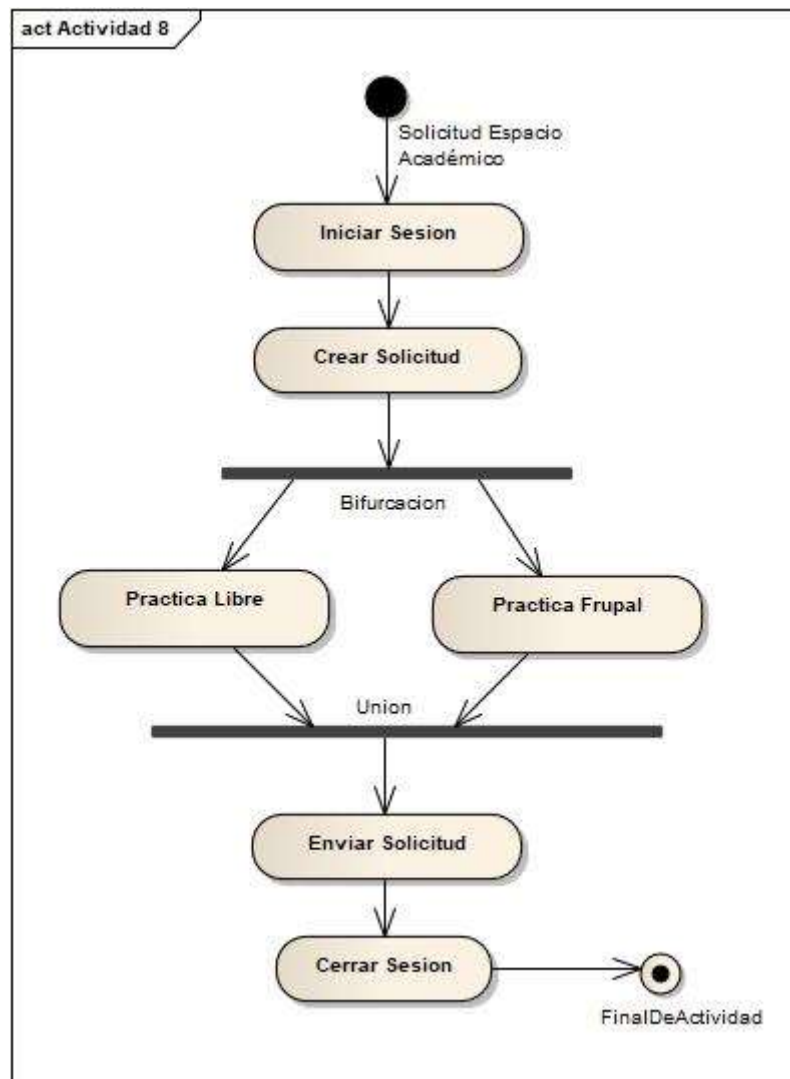 act Actividad 8
Solicitud Espacio
Académico
Iniciar Sesion
Crear Solicitud
Bifurcacion
Practica Libre
Practica Frupal
Union
Enviar Solicitud
Cerrar Sesion
FinalDeActividad